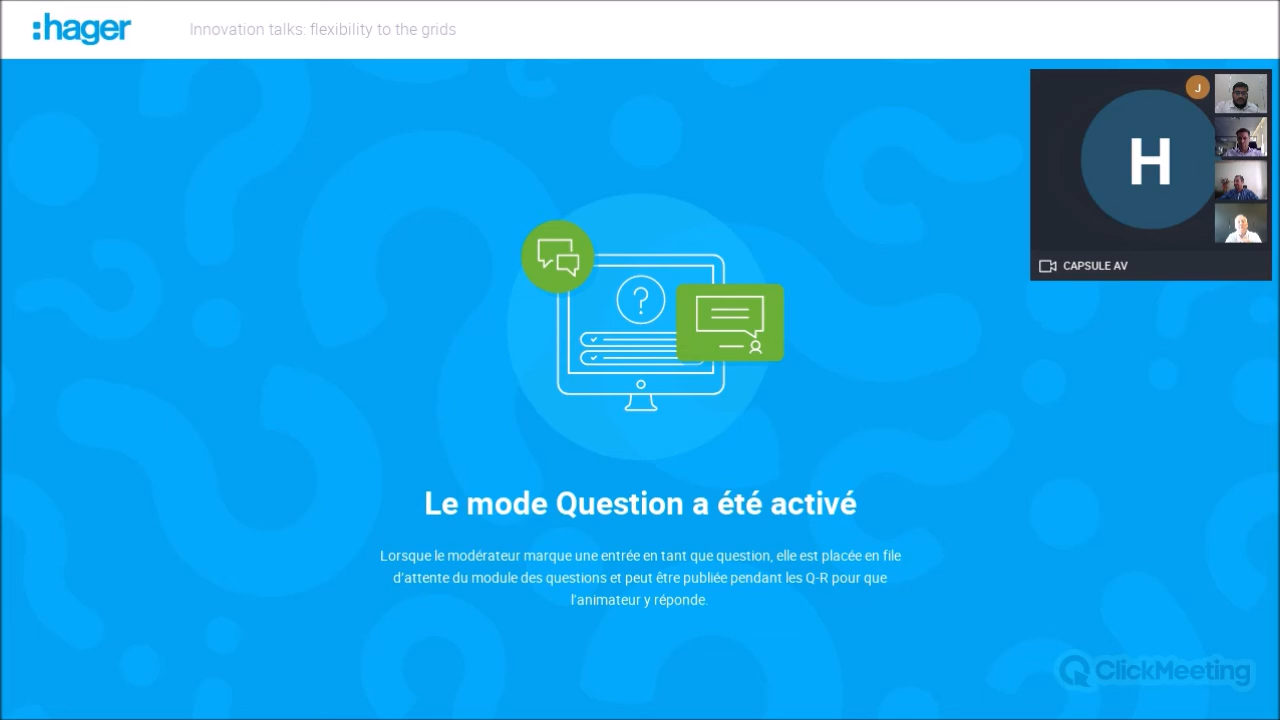 :hager
Innovation talks: flexibility to the grids
J
H
CAPSULE AV
?
Le mode Question a été activé
Lorsque le modérateur marque une entrée en tant que question, elle est placée en file
d'attente du module des questions et peut être publiée pendant les Q-R pour que
l'animateur y réponde.
ClickMeeting